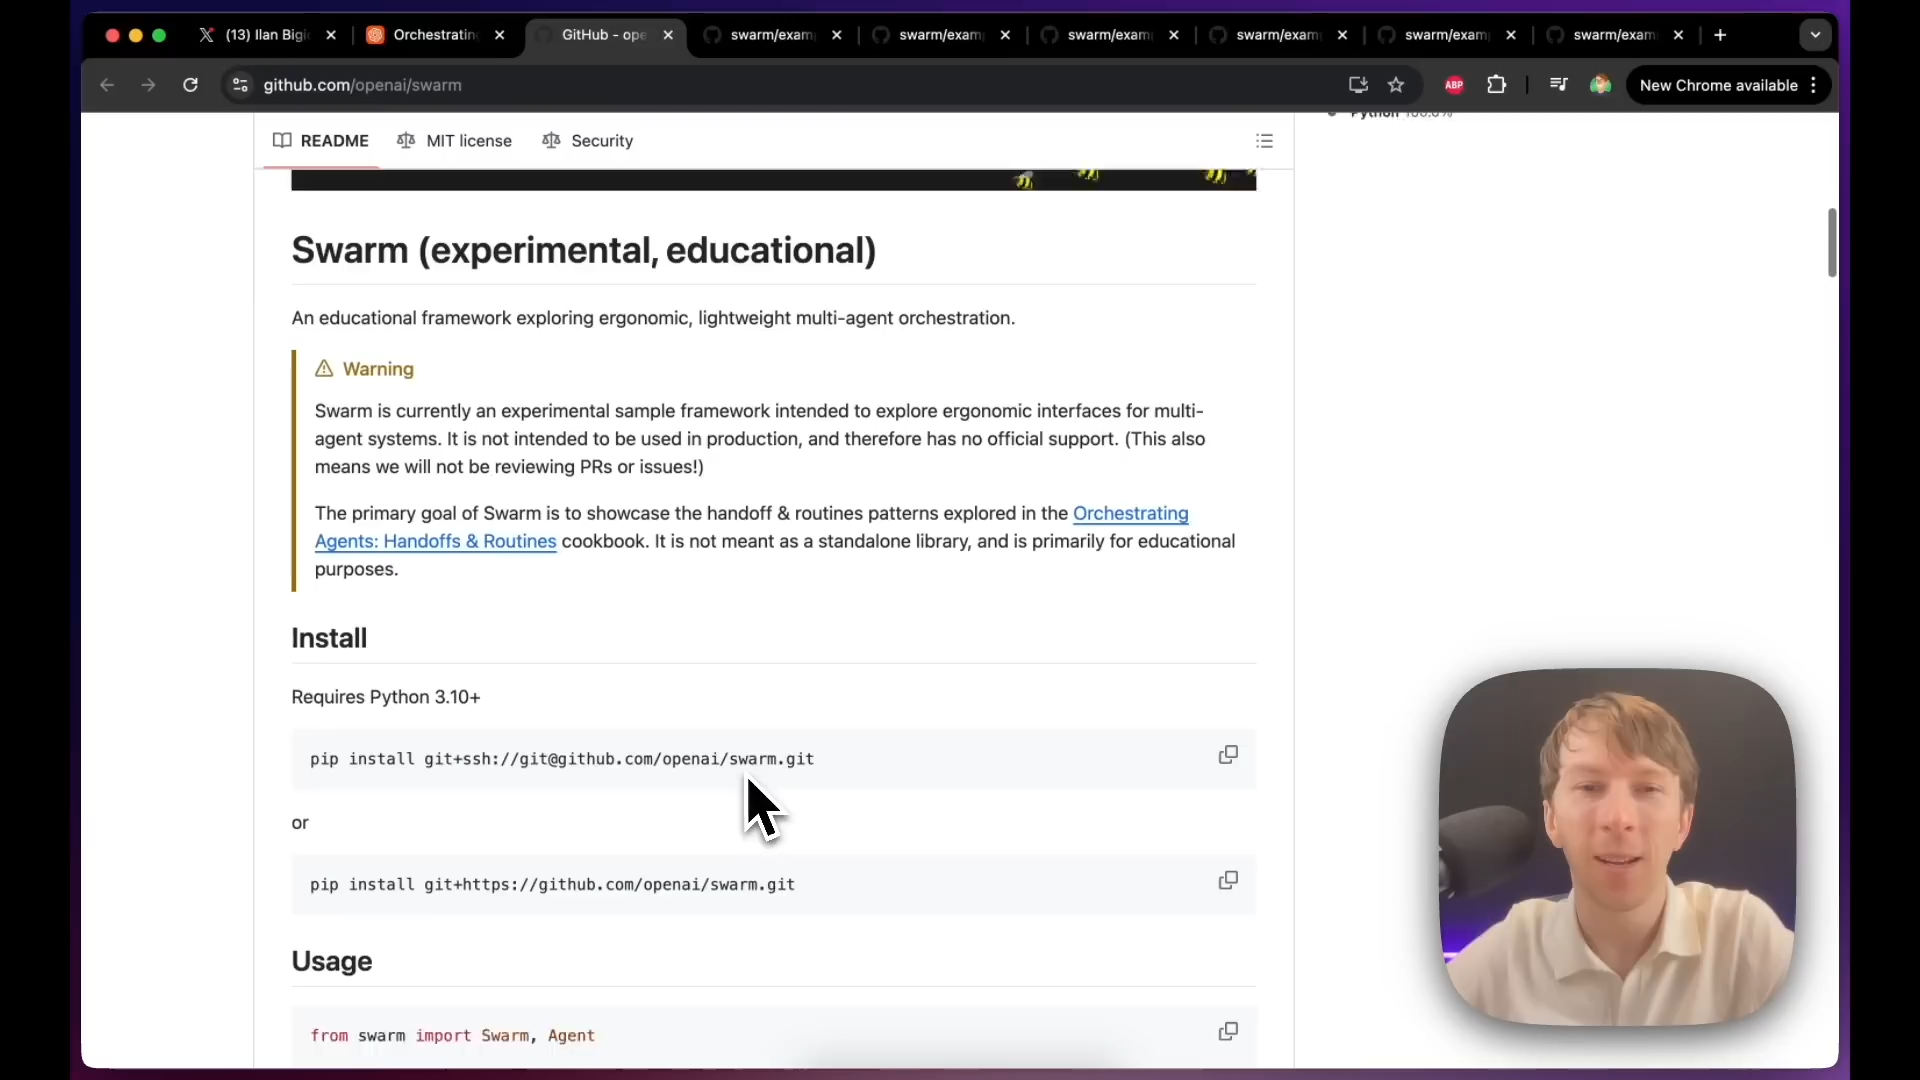 (13) Ilan Bigi
Orchestrating
GitHub - ope
swarm/exam
swarm/exam
swarm/exam
swarm/exam
swarm/exam
swarm/exam
github.com/openai/swarm
ABP
New Chrome available
README
MIT license
Security
Python 100.0%
Swarm (experimental, educational)
An educational framework exploring ergonomic, lightweight multi-agent orchestration.
Warning
Swarm is currently an experimental sample framework intended to explore ergonomic interfaces for multi-
agent systems. It is not intended to be used in production, and therefore has no official support. (This also
means we will not be reviewing PRs or issues!)
The primary goal of Swarm is to showcase the handoff & routines patterns explored in the Orchestrating
Agents: Handoffs & Routines cookbook. It is not meant as a standalone library, and is primarily for educational
purposes.
Install
Requires Python 3.10+
pip install git+ssh://git@github.com/openai/swarm.git
or
pip install git+https://github.com/openai/swarm.git
Usage
from swarm import Swarm, Agent